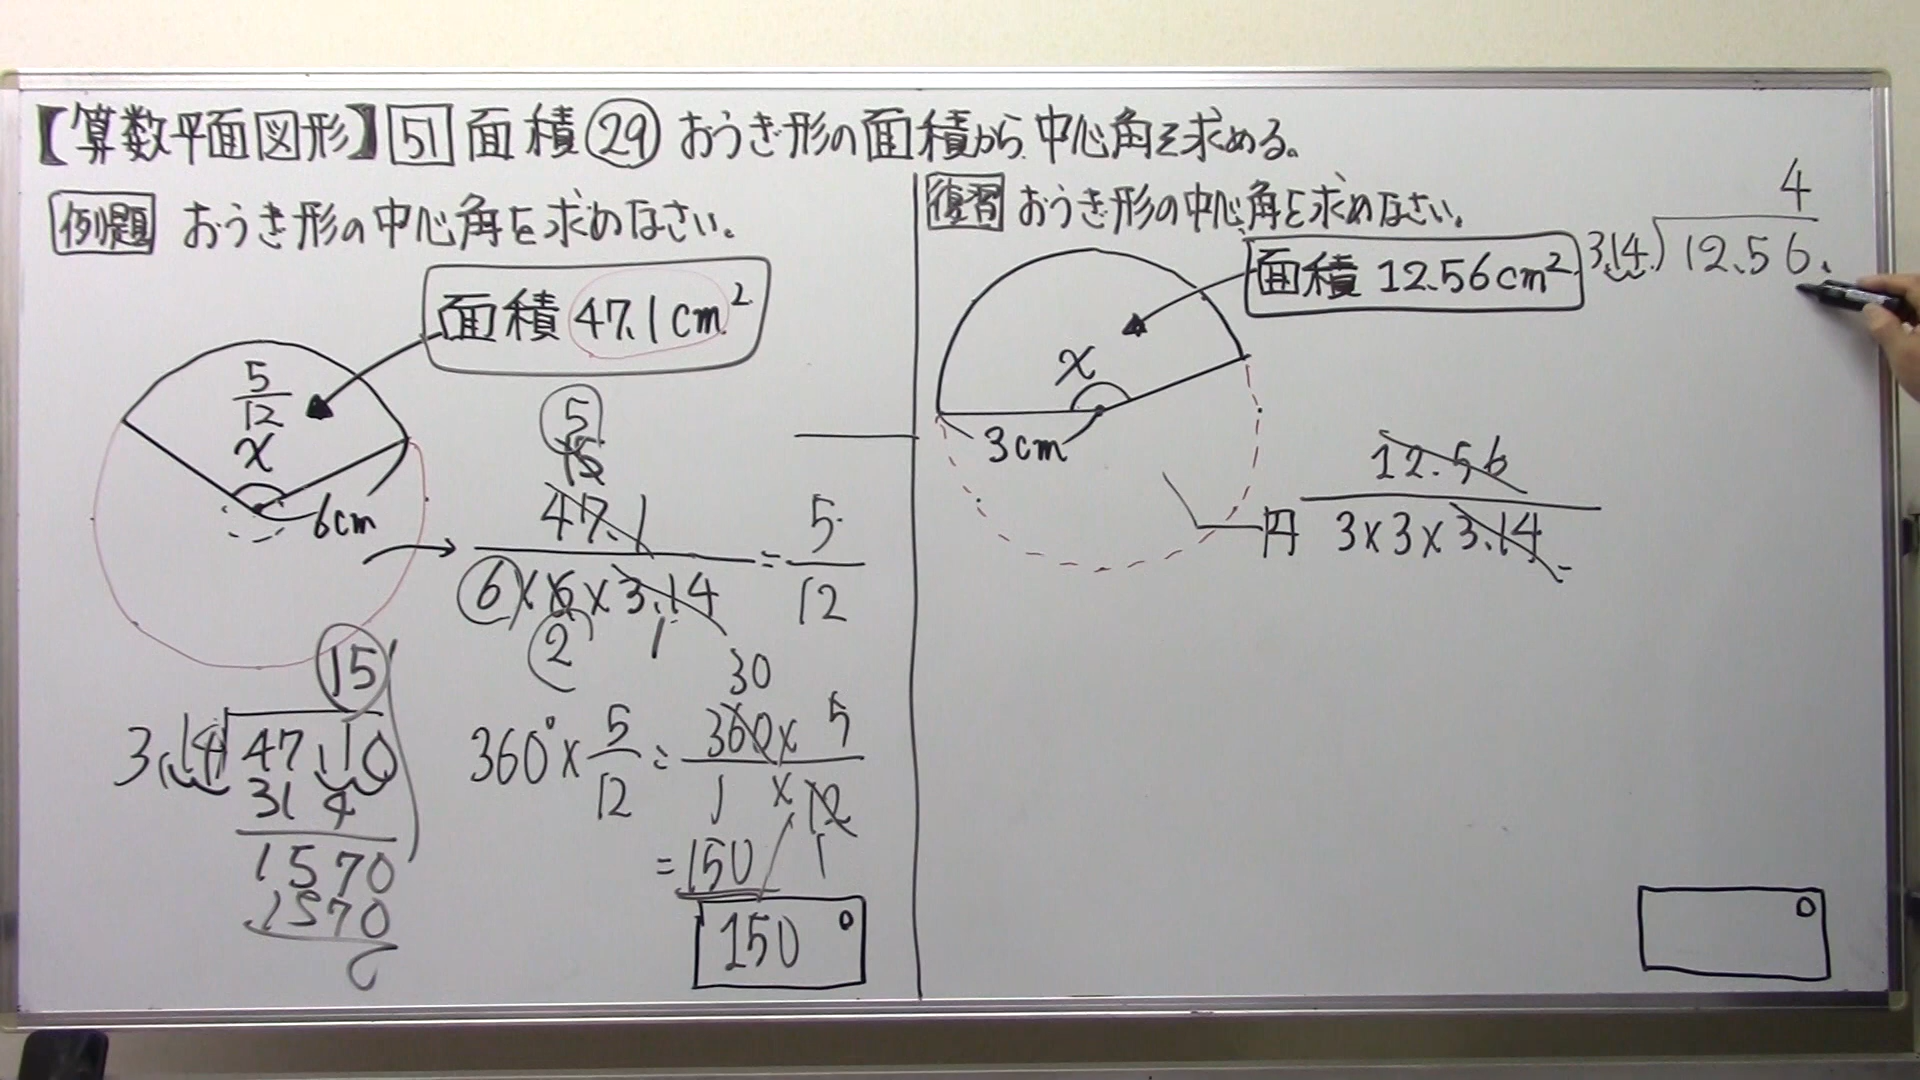 【算数平面図形】51 面積㉙ おうぎ形の面積から中心角を求める。
例題 おうぎ形の中心角を求めなさい。
面積 47.1cm²
5/12
x
6cm
5
15
47.1
6×6×3.14
2
1
= 5/12
15
3.14)47.10
314
1570
1570
0
360°× 5/12 =
30
360×5
1×12
1
=150
150°
復習 おうぎ形の中心角を求めなさい。
面積 12.56cm²
x
3cm
4
3.14)12.56.
12.56
円 3×3×3.14 =
°